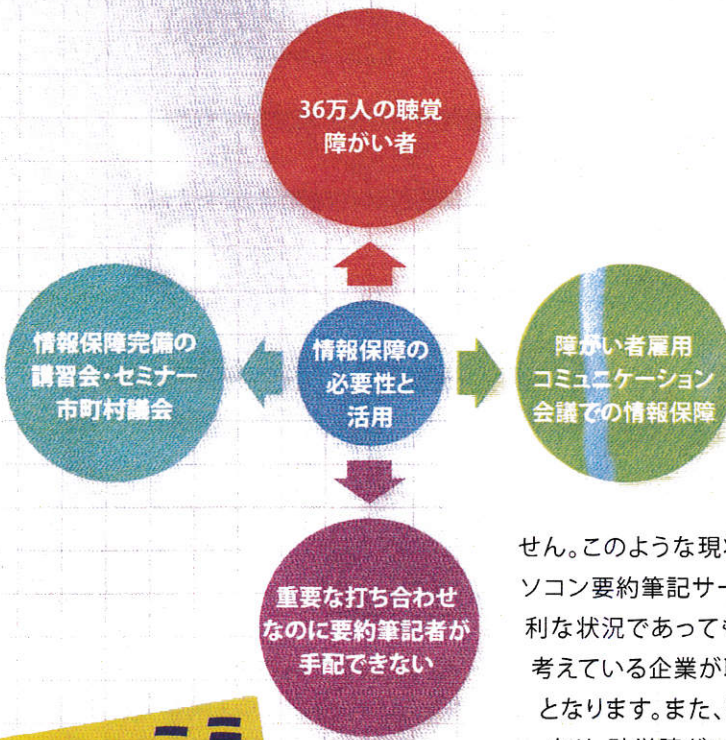 36万人の聴覚
障がい者
情報保障完備の
講習会・セミナー
市町村議会
情報保障の
必要性と
活用
障がい者雇用
コミュニケーション
会議での情報保障
重要な打ち合わせ
なのに要約筆記者が
手配できない
せん。このような現
ソコン要約筆記サー
利な状況であって
考えている企業が
となります。また、